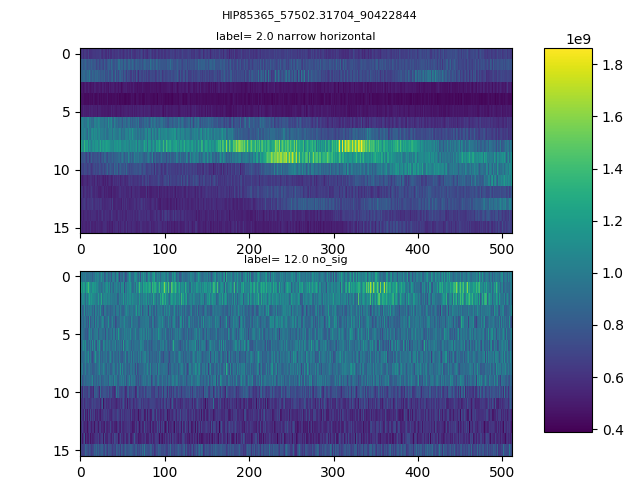 HIP85365_57502.31704_90422844
label= 2.0 narrow horizontal
1e9
0
5
10
15
0 100 200 300 400 500
label= 12.0 no_sig
0
5
10
15
0 100 200 300 400 500
1.8
1.6
1.4
1.2
1.0
0.8
0.6
0.4